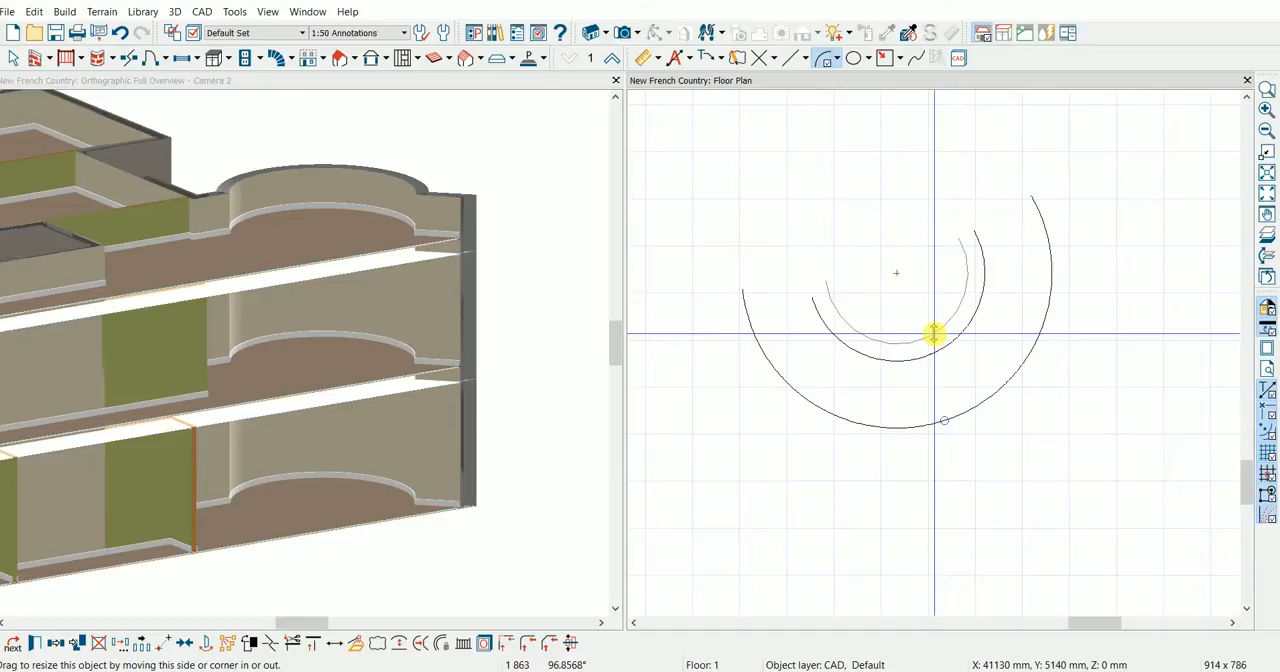 File Edit Build Terrain Library 3D CAD Tools View Window Help
Default Set 1:50 Annotations
1 CAD
New French Country: Orthographic Full Overview - Camera 2
New French Country: Floor Plan
next
Drag to resize this object by moving this side or corner in or out. 1 863 96.8568° Floor: 1 Object layer: CAD, Default X: 41130 mm, Y: 5140 mm, Z: 0 mm 914 x 786